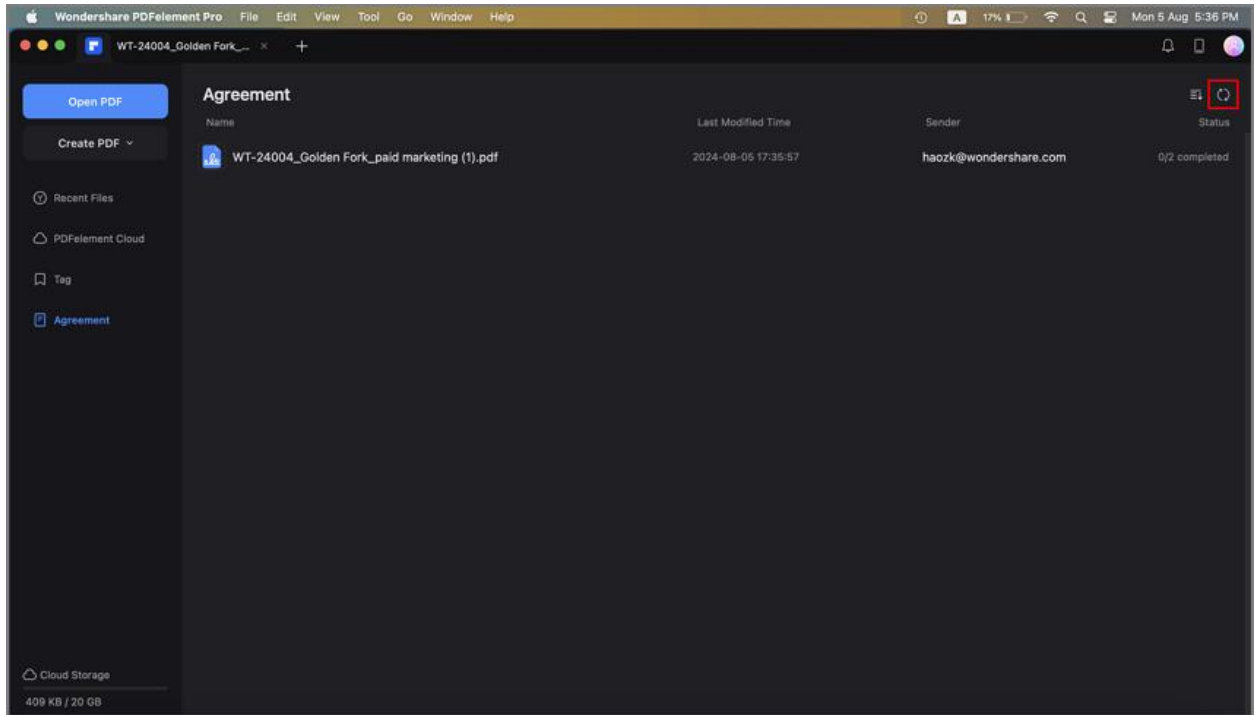 Wondershare PDFelement Pro File Edit View Tool Go Window Help A 17% Mon 5 Aug 5:36 PM
WT-24004_Golden Fork_... × +
Open PDF
Create PDF
Recent Files
PDFelement Cloud
Tag
Agreement
Cloud Storage
409 KB / 20 GB
Agreement
Name Last Modified Time Sender Status
WT-24004_Golden Fork_paid marketing (1).pdf 2024-08-05 17:35:57 haozk@wondershare.com 0/2 completed